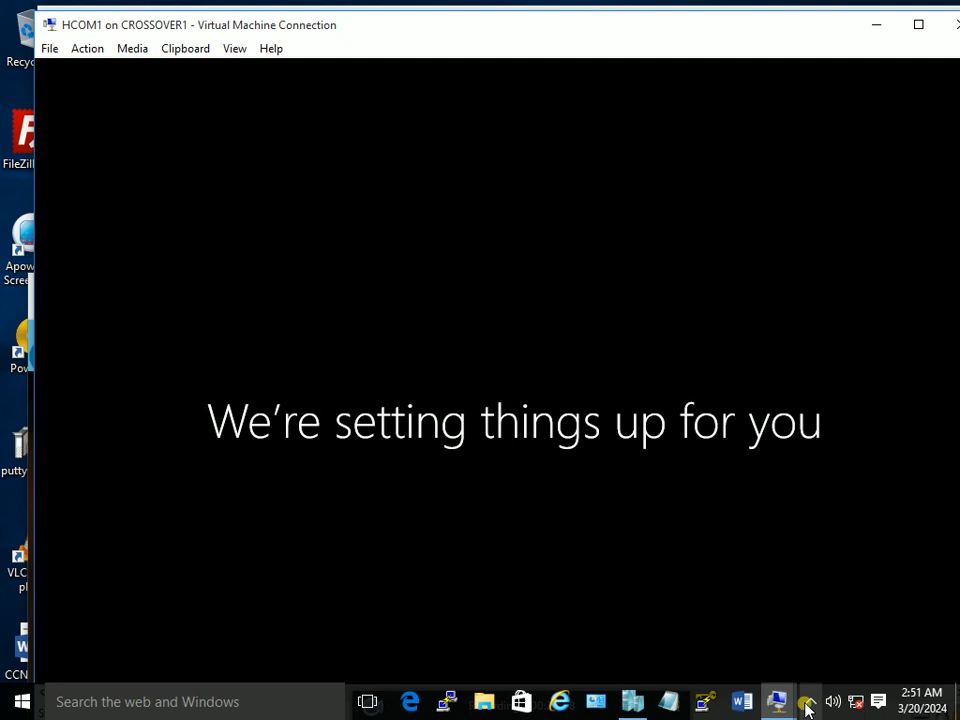 HCOM1 on CROSSOVER1 - Virtual Machine Connection
File Action Media Clipboard View Help
Recyc
FileZill
Apow
Scree
Pow
putty
VLC
pl
CCN
We're setting things up for you
Search the web and Windows
2:51 AM
3/20/2024